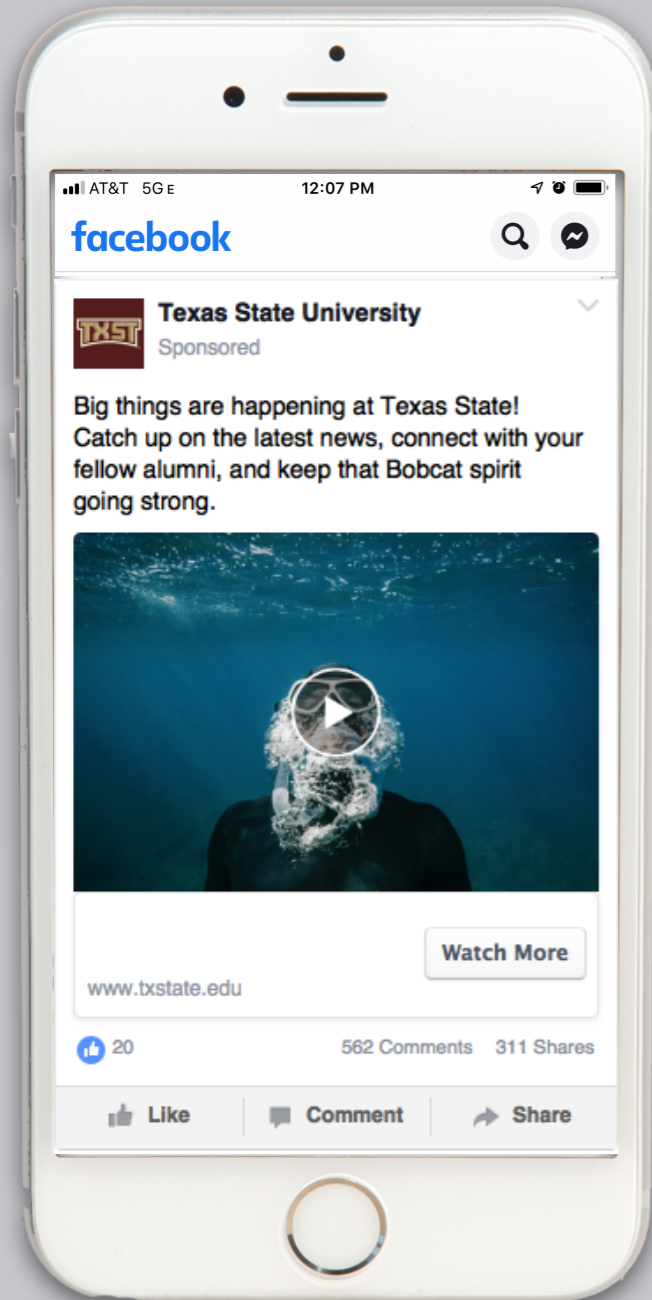 AT&T 5G E 12:07 PM
facebook
TXST
Texas State University
Sponsored
Big things are happening at Texas State!
Catch up on the latest news, connect with your
fellow alumni, and keep that Bobcat spirit
going strong.
Watch More
www.txstate.edu
20 562 Comments 311 Shares
Like Comment Share